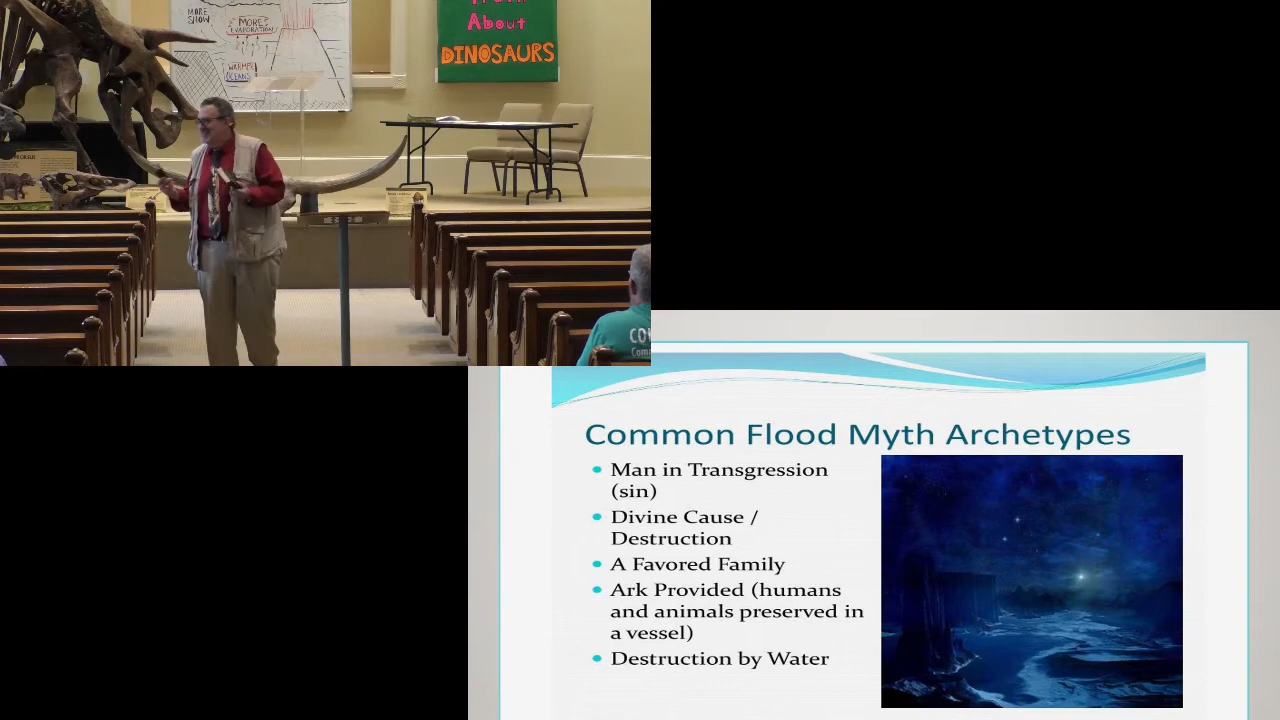 MORE
SNOW
MORE
EVAPORATION
WARMER
OCEANS
Truth
About
DINOSAURS
Common Flood Myth Archetypes
Man in Transgression
(sin)
Divine Cause /
Destruction
A Favored Family
Ark Provided (humans
and animals preserved in
a vessel)
Destruction by Water